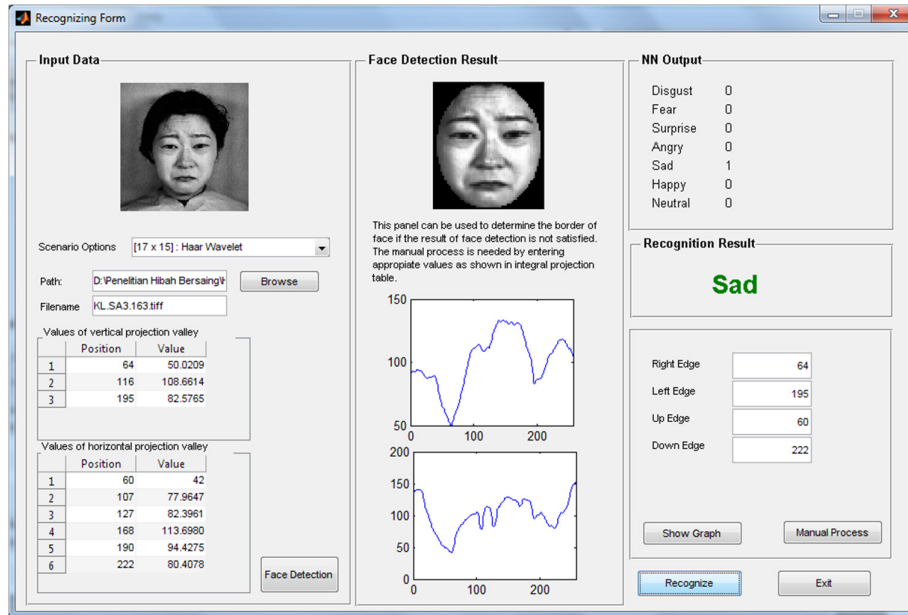 Recognizing Form
Input Data
Scenario Options [17 x 15] : Haar Wavelet
Path: D:\Penelitian Hibah Bersaing\H Browse
Filename KL.SA3.163.tiff
Values of vertical projection valley
Position Value
1 64 50.0209
2 116 108.6614
3 195 82.5765
Values of horizontal projection valley
Position Value
1 60 42
2 107 77.9647
3 127 82.3961
4 168 113.6980
5 190 94.4275
6 222 80.4078
Face Detection
Face Detection Result
This panel can be used to determine the border of
face if the result of face detection is not satisfied.
The manual process is needed by entering
appropiate values as shown in integral projection
table.
150
100
50
0 100 200
200
150
100
50
0
0 100 200
NN Output
Disgust 0
Fear 0
Surprise 0
Angry 0
Sad 1
Happy 0
Neutral 0
Recognition Result
Sad
Right Edge 64
Left Edge 195
Up Edge 60
Down Edge 222
Show Graph Manual Process
Recognize Exit